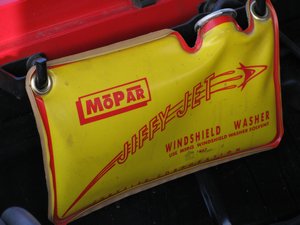 MOPAR
JIFFY-JET
WINDSHIELD WASHER
USE MOPAR WINDSHIELD WASHER SOLVENT